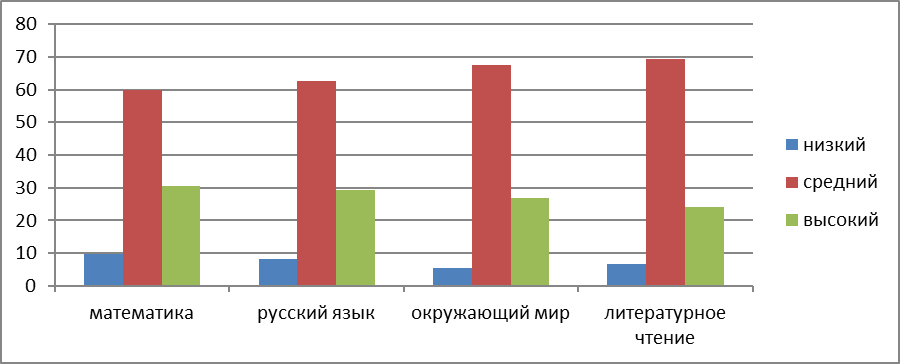 80
70
60
50
40
30
20
10
0
математика
русский язык
окружающий мир
литературное
чтение
низкий
средний
высокий